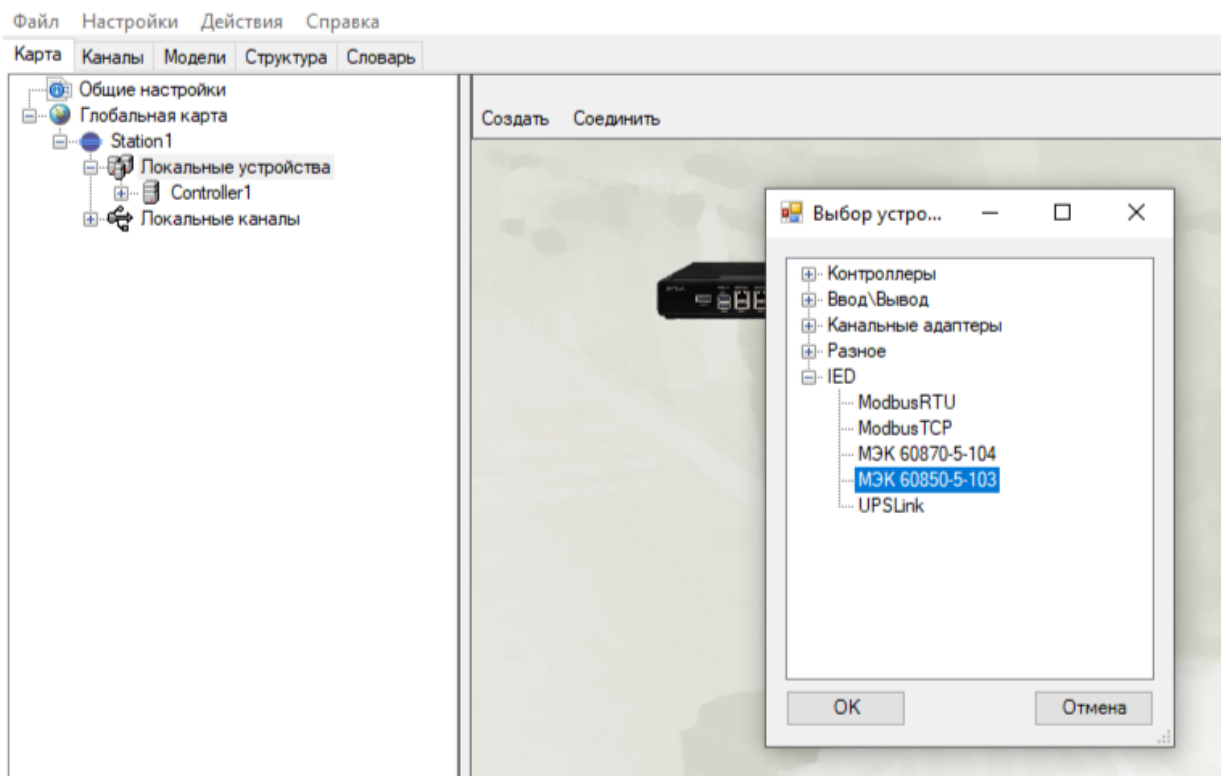 Файл Настройки Действия Справка
Карта Каналы Модели Структура Словарь
Общие настройки
Глобальная карта
Station1
Локальные устройства
Controller1
Локальные каналы
Создать Соединить
Выбор устро...
Контроллеры
Ввод\Вывод
Канальные адаптеры
Разное
IED
ModbusRTU
ModbusTCP
МЭК 60870-5-104
МЭК 60850-5-103
UPSLink
OK Отмена